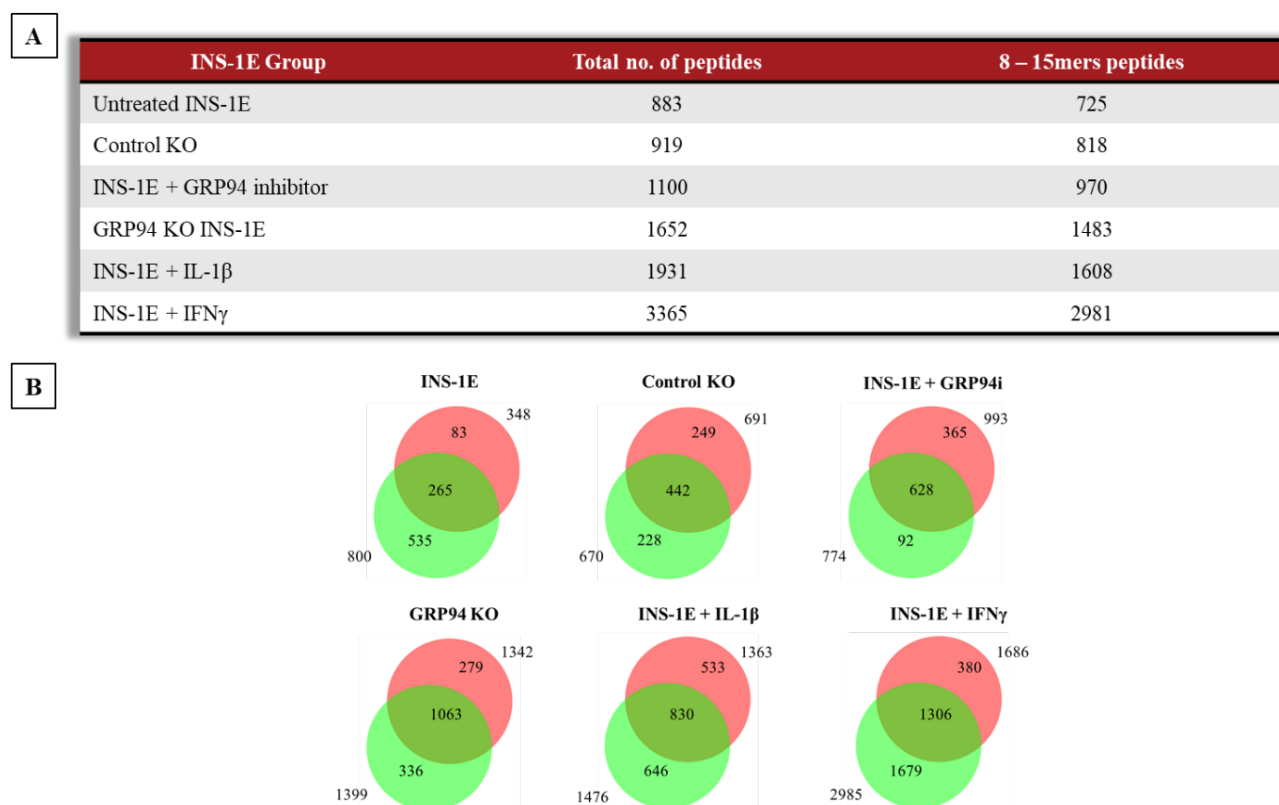 A
INS-1E Group Total no. of peptides 8 – 15mers peptides
Untreated INS-1E 883 725
Control KO 919 818
INS-1E + GRP94 inhibitor 1100 970
GRP94 KO INS-1E 1652 1483
INS-1E + IL-1β 1931 1608
INS-1E + IFNγ 3365 2981
B
INS-1E Control KO INS-1E + GRP94i
348 691 993
83 249 365
265 442 628
535 228 92
800 670 774
GRP94 KO INS-1E + IL-1β INS-1E + IFNγ
1342 1363 1686
279 533 380
1063 830 1306
336 646 1679
1399 1476 2985